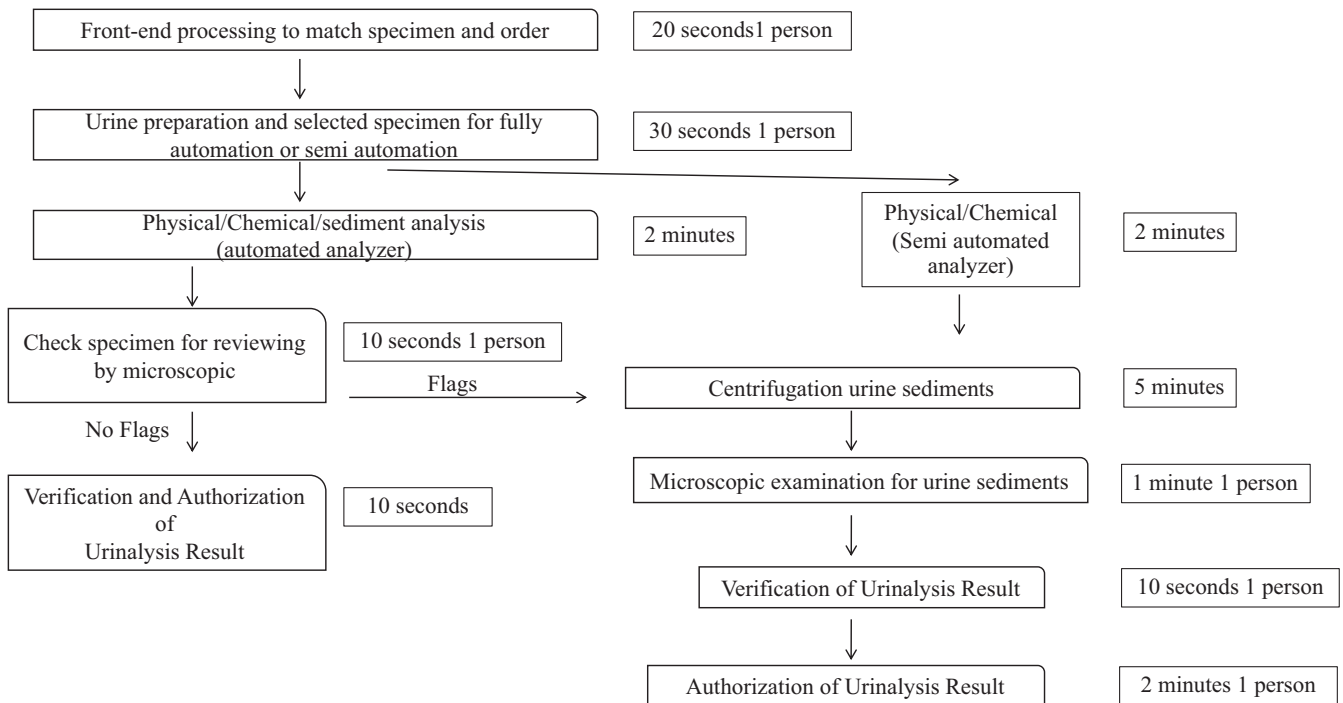 Front-end processing to match specimen and order
20 seconds1 person
Urine preparation and selected specimen for fully
automation or semi automation
30 seconds 1 person
Physical/Chemical/sediment analysis
(automated analyzer)
2 minutes
Physical/Chemical
(Semi automated
analyzer)
2 minutes
Check specimen for reviewing
by microscopic
10 seconds 1 person
Flags
Centrifugation urine sediments
5 minutes
No Flags
Microscopic examination for urine sediments
1 minute 1 person
Verification and Authorization
of
Urinalysis Result
10 seconds
Verification of Urinalysis Result
10 seconds 1 person
Authorization of Urinalysis Result
2 minutes 1 person